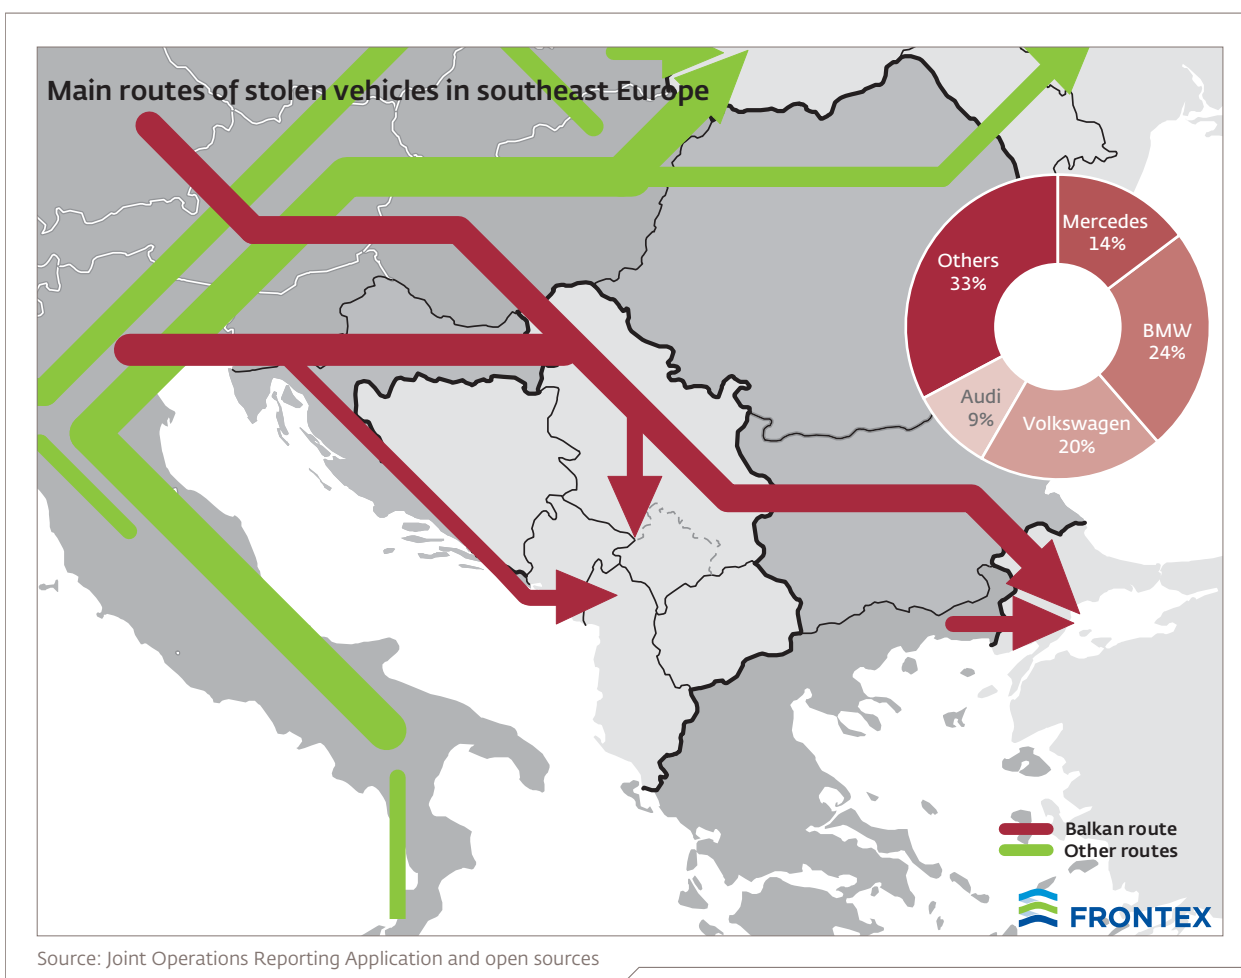 Main routes of stolen vehicles in southeast Europe
Mercedes
14%
Others
33%
BMW
24%
Audi
9%
Volkswagen
20%
Balkan route
Other routes
FRONTEX
Source: Joint Operations Reporting Application and open sources